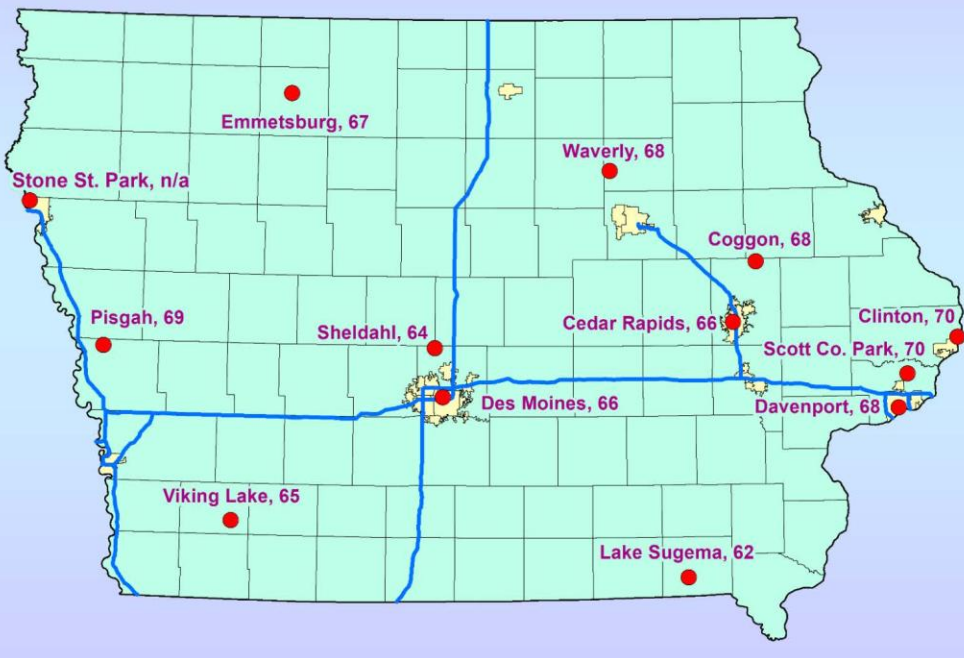 Emmetsburg, 67
Waverly, 68
Stone St. Park, n/a
Coggon, 68
Pisgah, 69
Sheldahl, 64
Cedar Rapids, 66
Clinton, 70
Scott Co. Park, 70
Des Moines, 66
Davenport, 68
Viking Lake, 65
Lake Sugema, 62